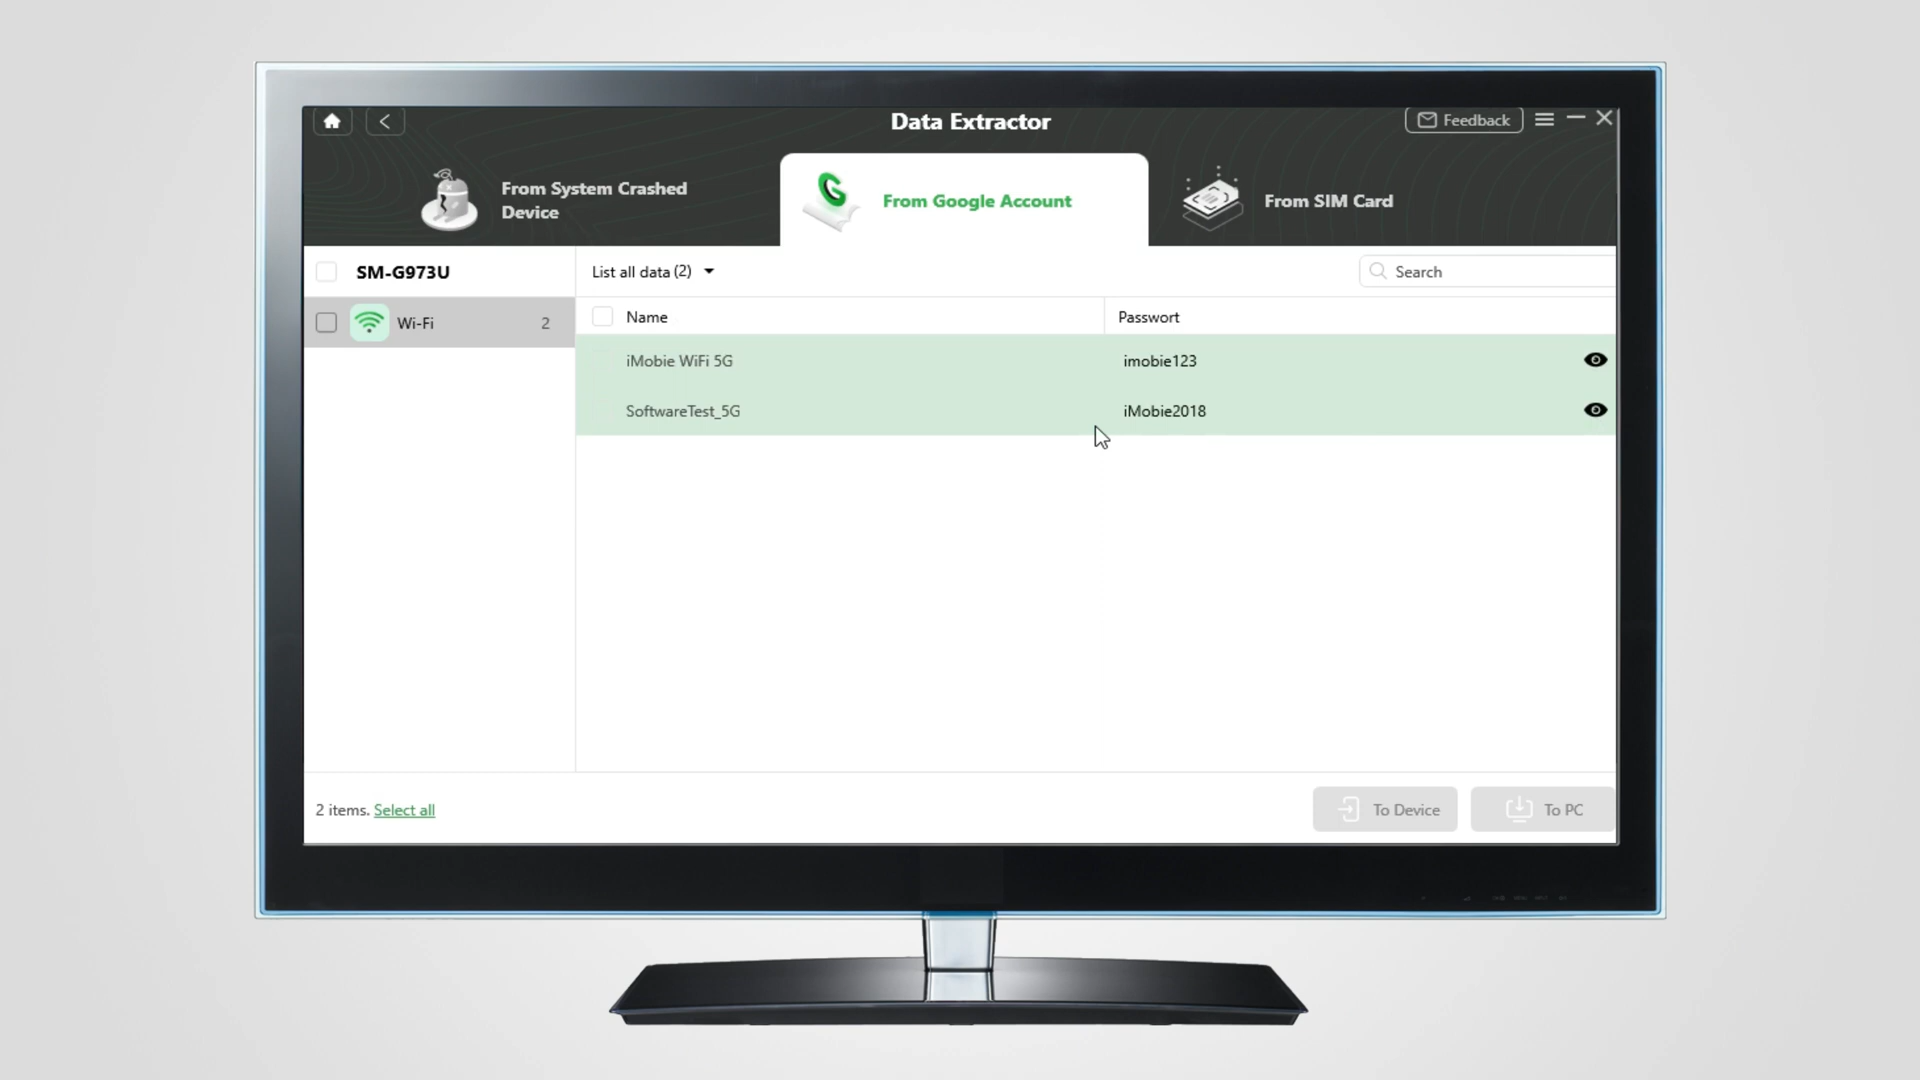 Data Extractor
Feedback
From System Crashed
Device
From Google Account
From SIM Card
SM-G973U
List all data (2)
Search
Wi-Fi 2
Name Passwort
iMobie WiFi 5G imobie123
SoftwareTest_5G iMobie2018
2 items. Select all
To Device
To PC